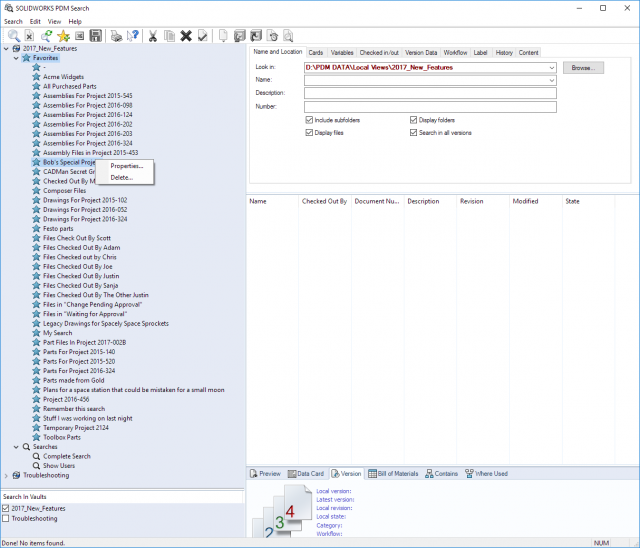 SOLIDWORKS PDM Search
Search Edit View Help
2017_New_Features
Favorites
-
Acme Widgets
All Purchased Parts
Assemblies For Project 2015-545
Assemblies For Project 2016-098
Assemblies For Project 2016-124
Assemblies For Project 2016-202
Assemblies For Project 2016-203
Assemblies For Project 2016-324
Assembly Files in Project 2015-453
Bob's Special Proje
CADMan Secret Gr
Checked Out By M
Composer Files
Drawings For Project 2015-102
Drawings For Project 2016-052
Drawings For Project 2016-324
Festo parts
Files Check Out By Scott
Files Checked Out By Adam
Files Checked out by Chris
Files Checked Out By Joe
Files Checked Out By Justin
Files Checked Out By Sanja
Files Checked Out By The Other Justin
Files in "Change Pending Approval"
Files in "Waiting for Approval"
Legacy Drawings for Spacely Space Sprockets
My Search
Part Files In Project 2017-002B
Parts For Project 2015-140
Parts For Project 2015-520
Parts For Project 2016-324
Parts made from Gold
Plans for a space station that could be mistaken for a small moon
Project 2016-456
Remember this search
Stuff I was working on last night
Temporary Project 2124
Toolbox Parts
Searches
Complete Search
Show Users
Troubleshooting
Properties...
Delete...
Search In Vaults
2017_New_Features
Troubleshooting
Name and Location Cards Variables Checked in/out Version Data Workflow Label History Content
Look in: D:\PDM DATA\Local Views\2017_New_Features Browse...
Name:
Description:
Number:
Include subfolders Display folders
Display files Search in all versions
Name Checked Out By Document Nu... Description Revision Modified State
Preview Data Card Version Bill of Materials Contains Where Used
2 3 4
Local version:
Latest version:
Local revision:
Local state:
Category:
Workflow:
Done! No items found. NUM